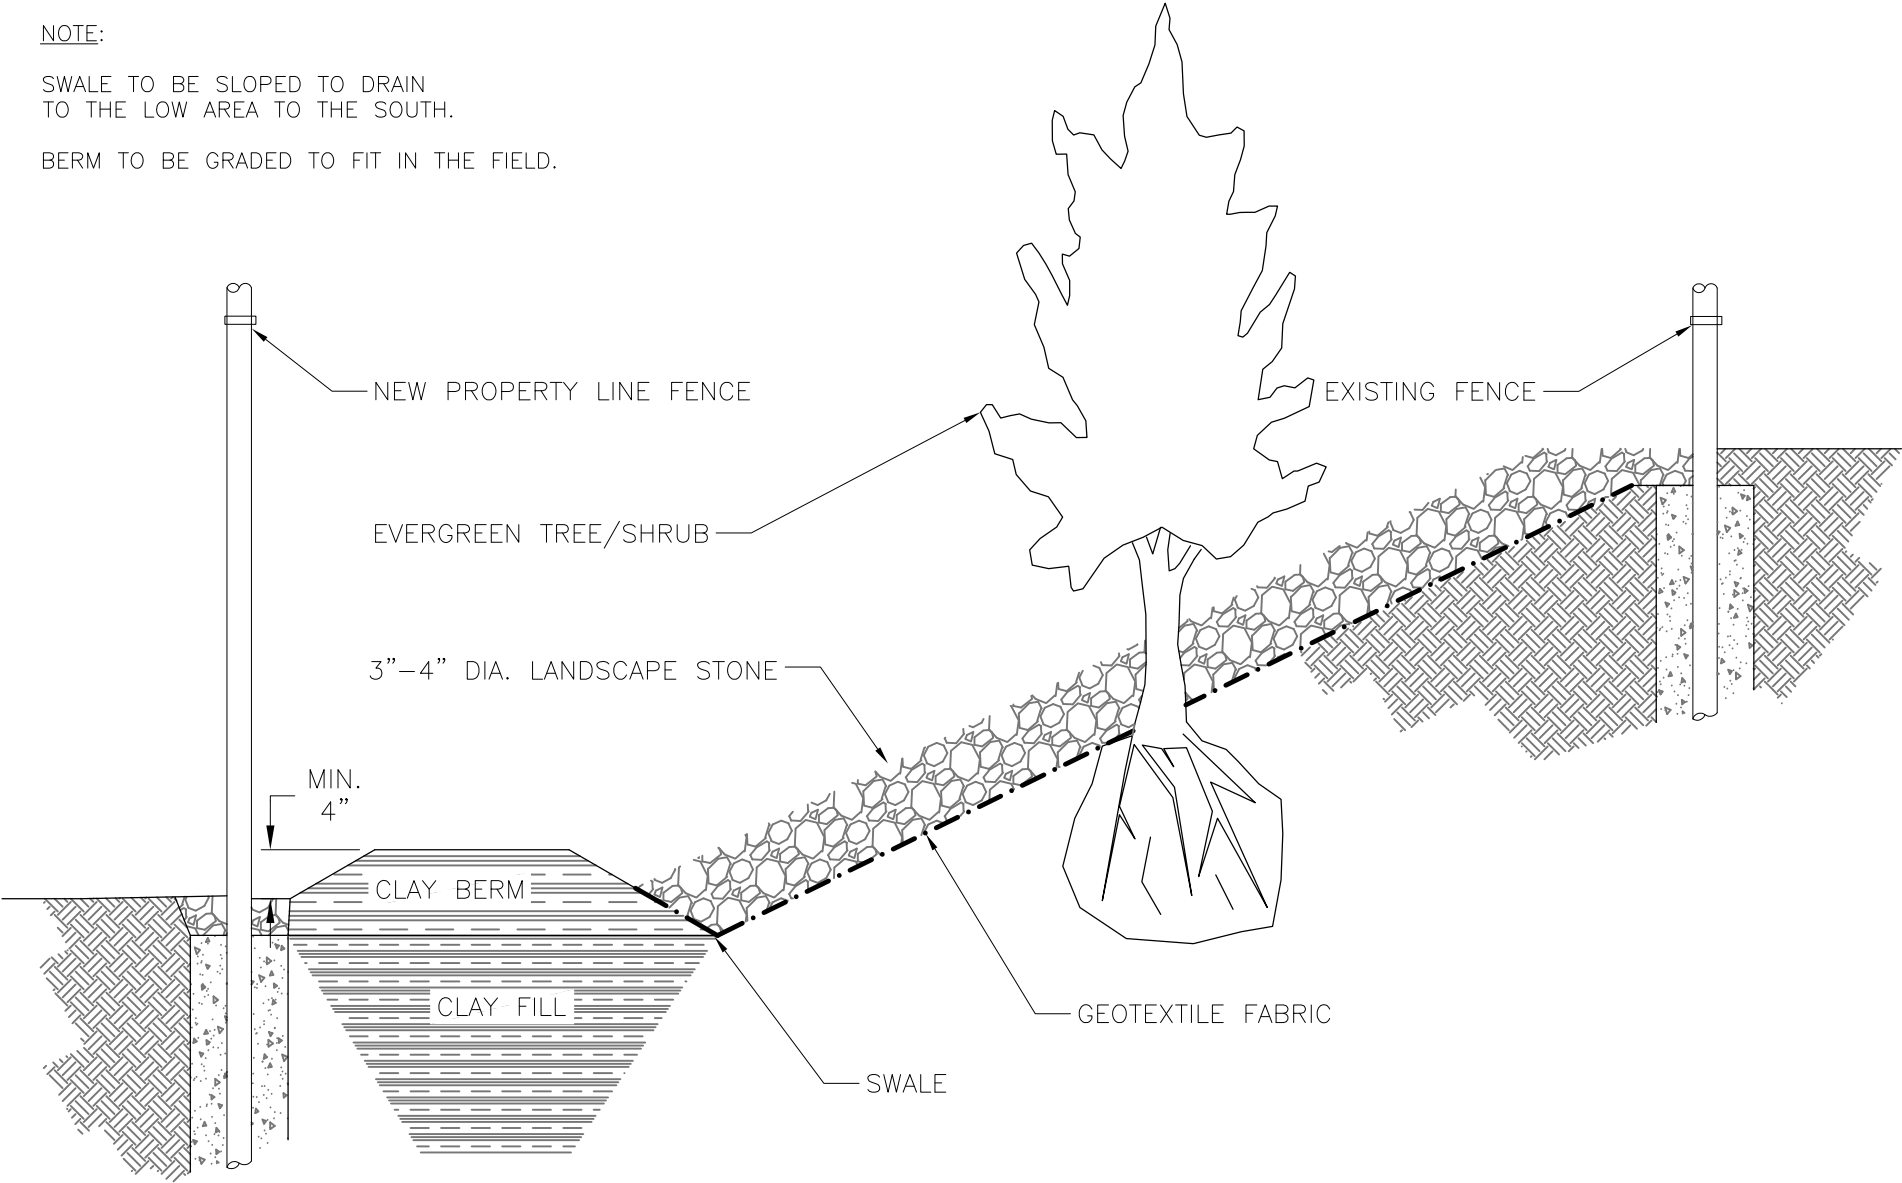 NOTE:
SWALE TO BE SLOPED TO DRAIN
TO THE LOW AREA TO THE SOUTH.
BERM TO BE GRADED TO FIT IN THE FIELD.
NEW PROPERTY LINE FENCE
EXISTING FENCE
EVERGREEN TREE/SHRUB
3”–4” DIA. LANDSCAPE STONE
MIN.
4”
CLAY BERM
CLAY FILL
GEOTEXTILE FABRIC
SWALE